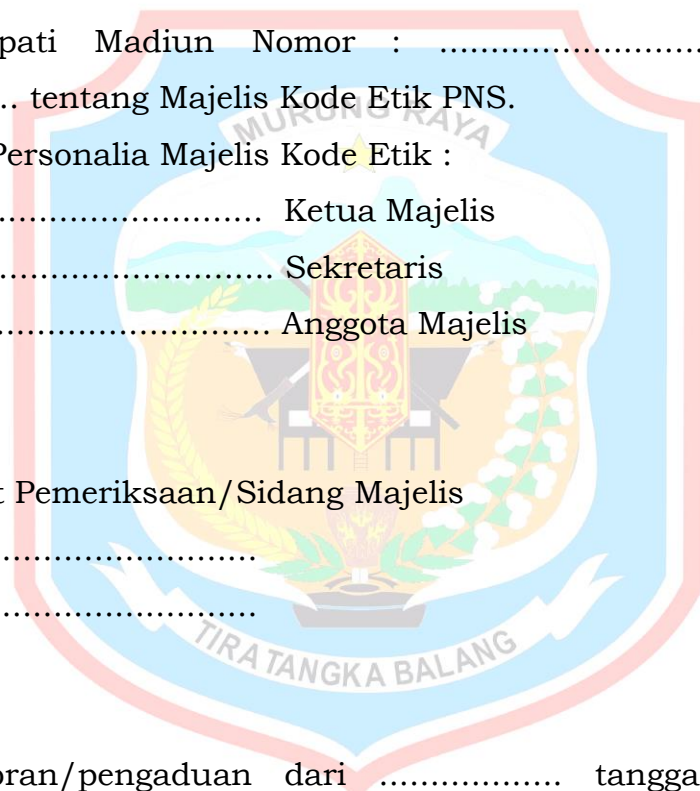 pati Madiun Nomor : ...........................
.. tentang Majelis Kode Etik PNS.
MURUNG RAYA
Personalia Majelis Kode Etik :
.......................... Ketua Majelis
........................... Sekretaris
........................... Anggota Majelis
t Pemeriksaan/Sidang Majelis
..........................
..........................
TIRA TANGKA BALANG
oran/pengaduan dari ................. tangga